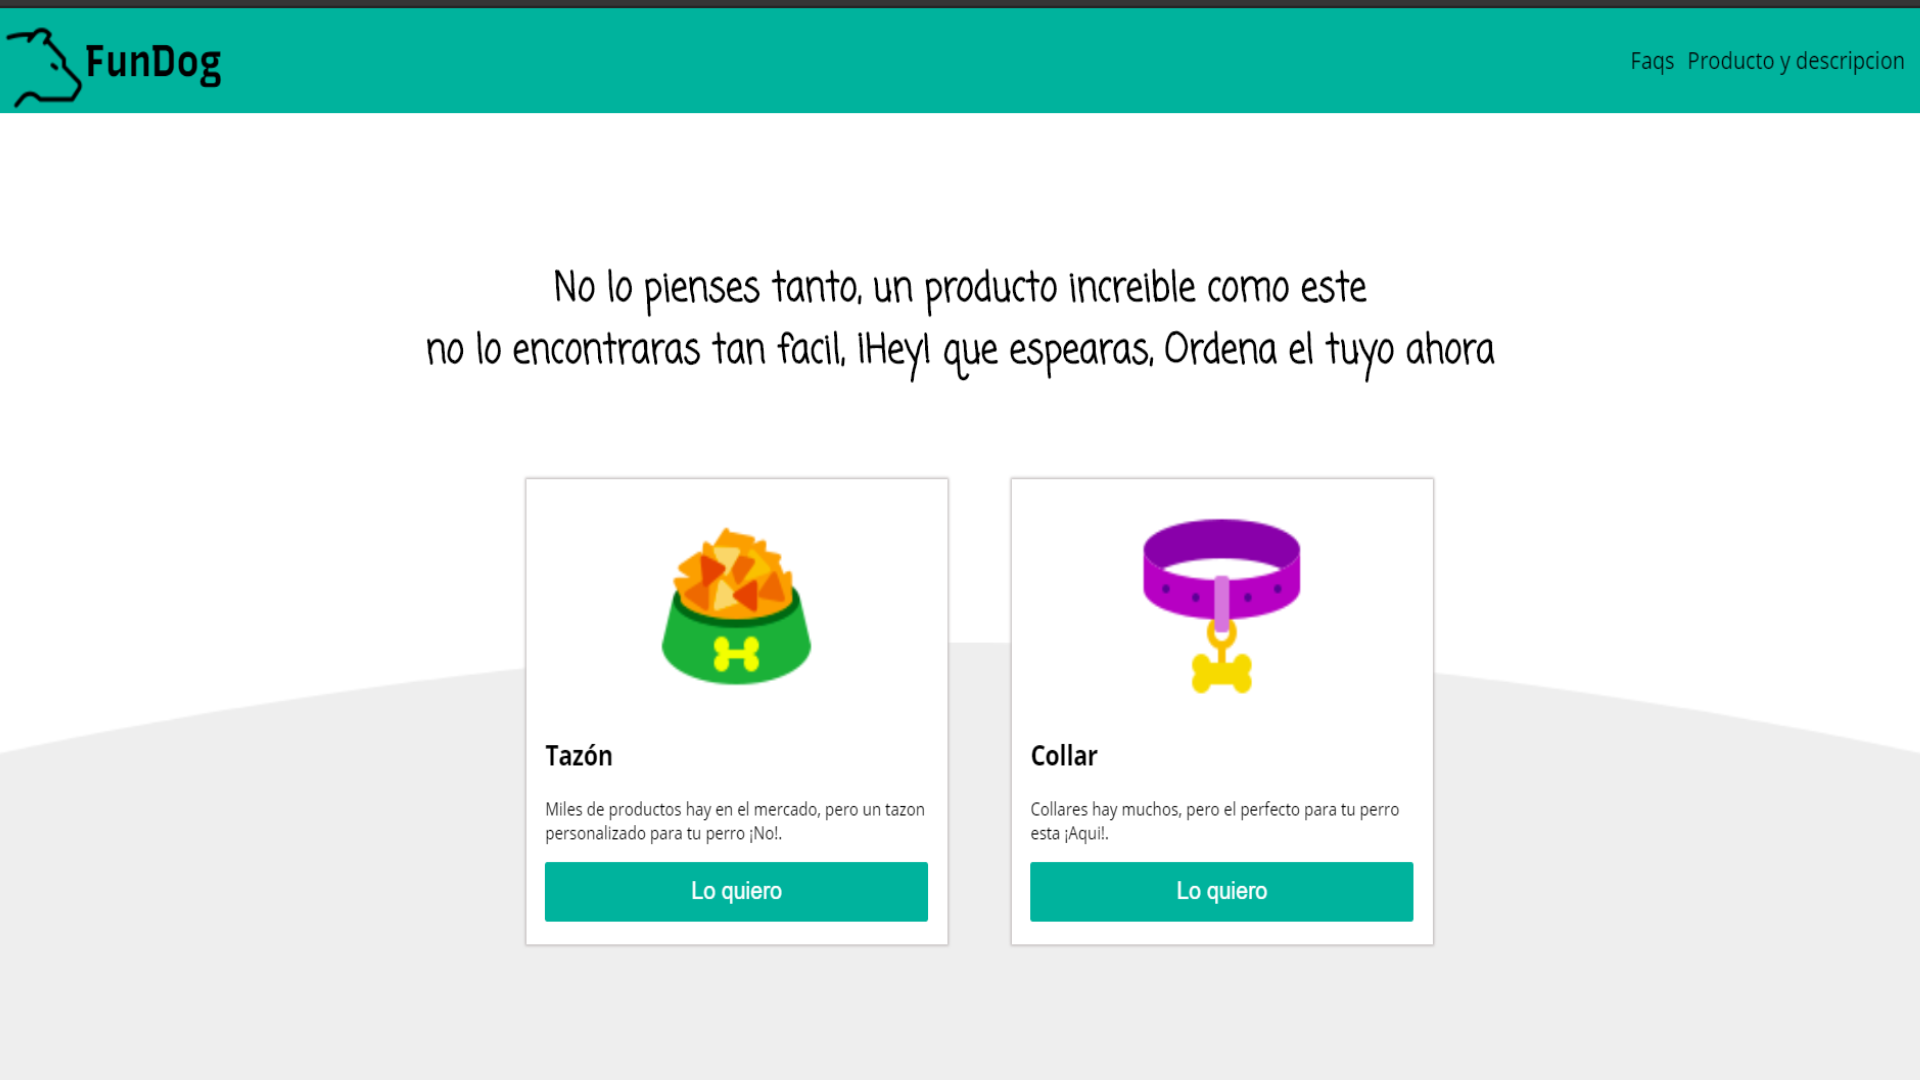 FunDog
Faqs Producto y descripcion
No lo pienses tanto, un producto increible como este
no lo encontraras tan facil, ¡Hey! que espearas, Ordena el tuyo ahora
Tazón
Miles de productos hay en el mercado, pero un tazon
personalizado para tu perro ¡No!.
Lo quiero
Collar
Collares hay muchos, pero el perfecto para tu perro
esta ¡Aqui!.
Lo quiero